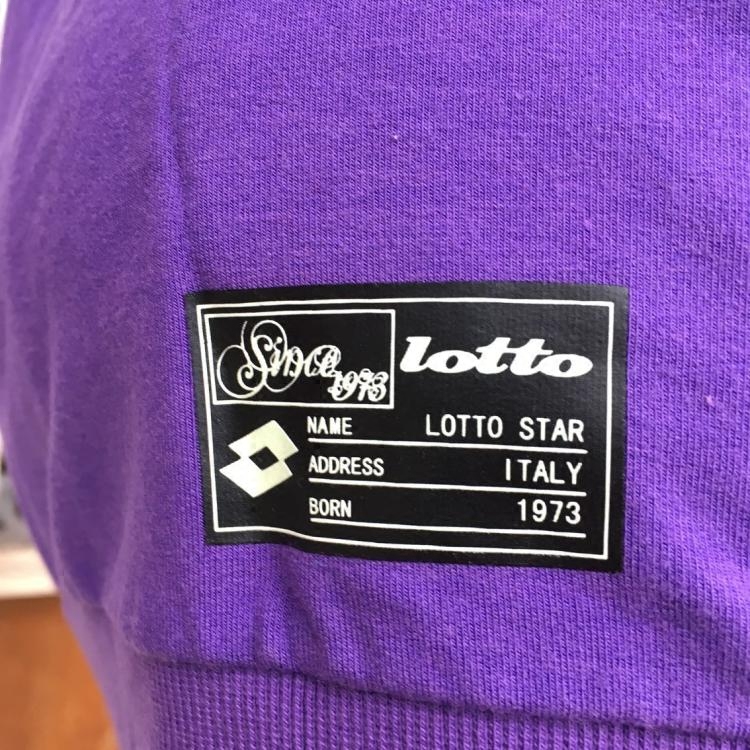 Since 1973
lotto
NAME LOTTO STAR
ADDRESS ITALY
BORN 1973